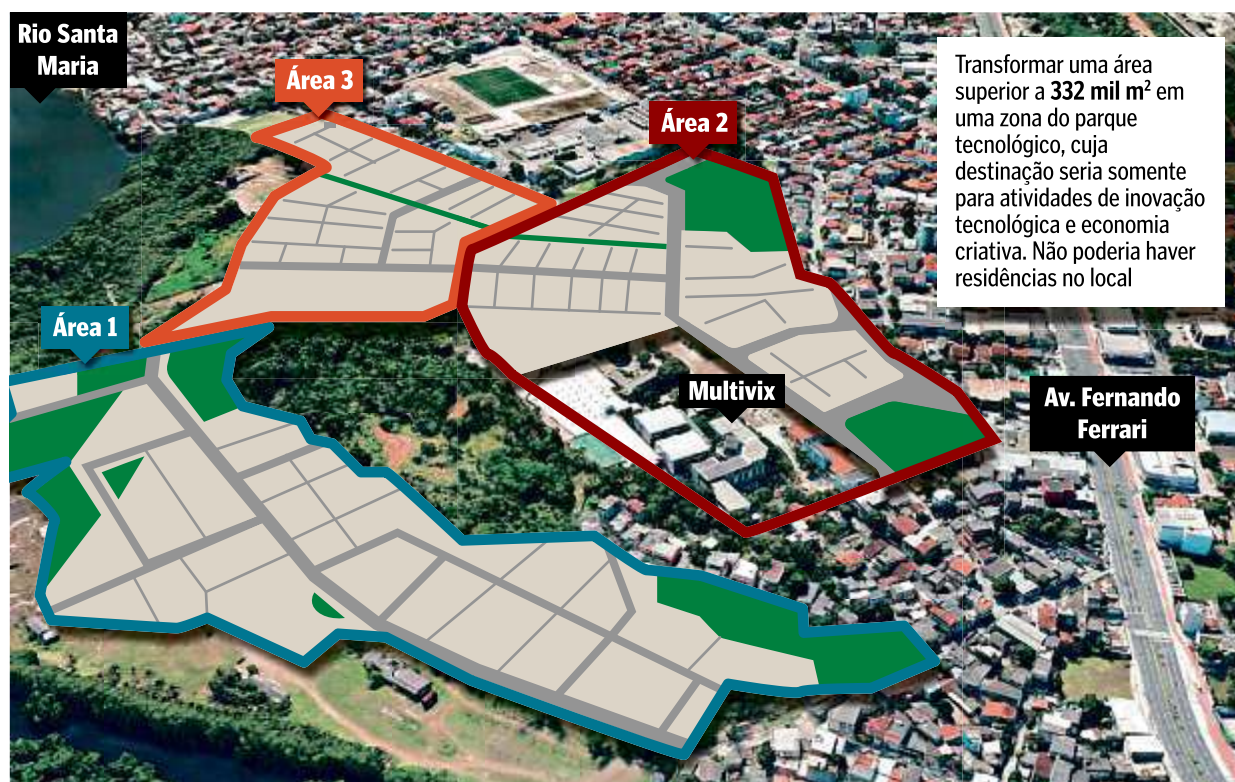 Rio Santa
Maria
Área 3
Área 2
Transformar uma área
superior a 332 mil m² em
uma zona do parque
tecnológico, cuja
destinação seria somente
para atividades de inovação
tecnológica e economia
criativa. Não poderia haver
residências no local
Área 1
Multivix
Av. Fernando
Ferrari